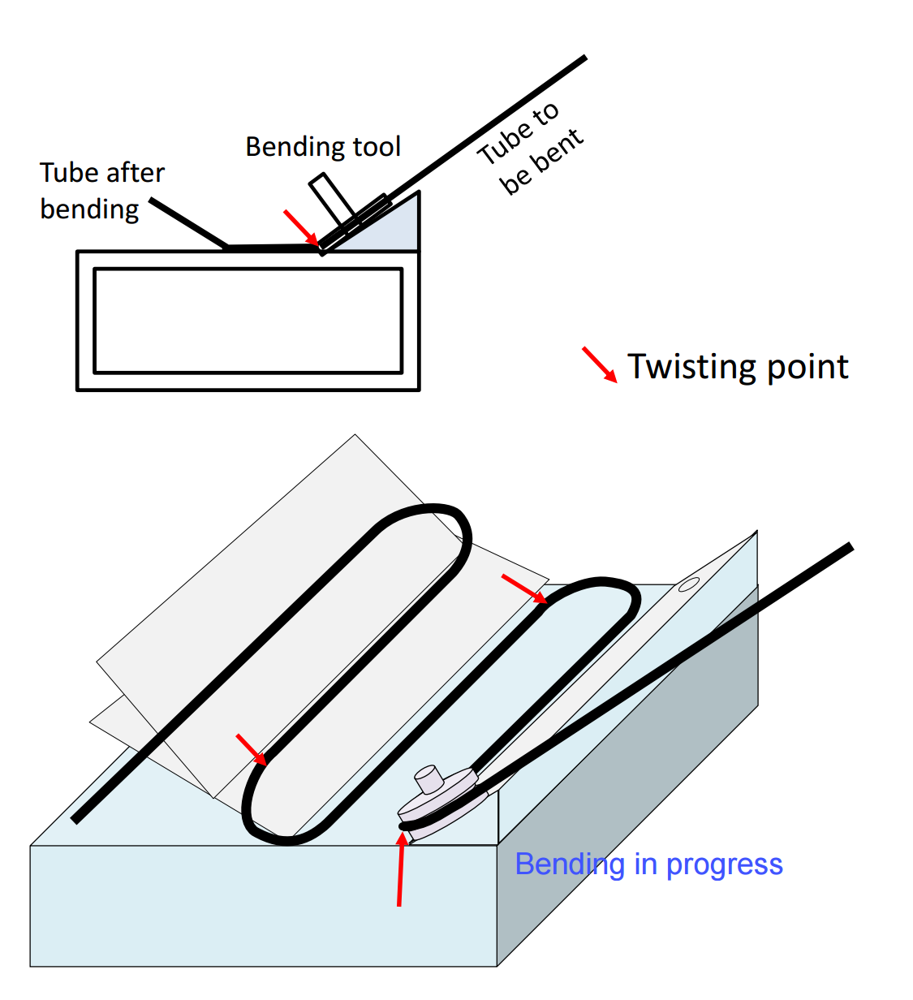 Tube to
be bent
Bending tool
Tube after
bending
Twisting point
Bending in progress